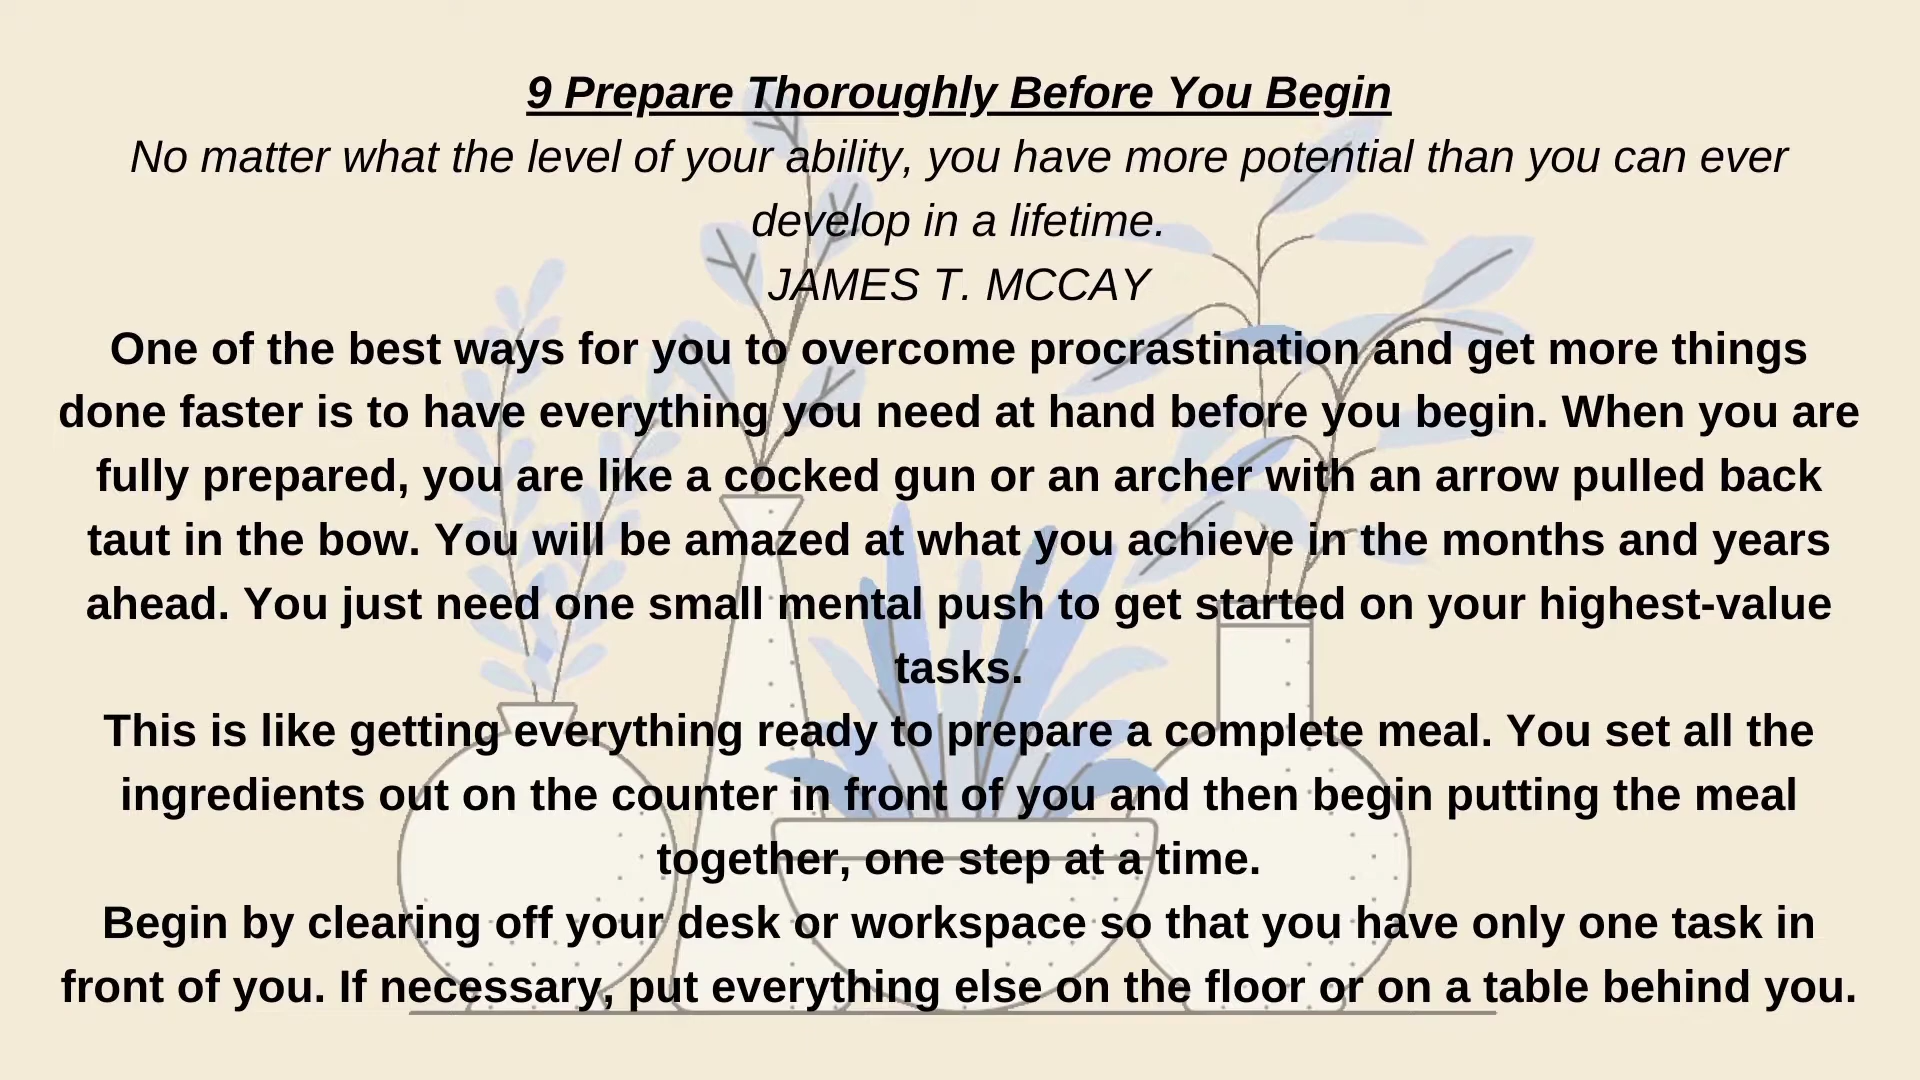 9 Prepare Thoroughly Before You Begin
No matter what the level of your ability, you have more potential than you can ever
develop in a lifetime.
JAMES T. MCCAY
One of the best ways for you to overcome procrastination and get more things
done faster is to have everything you need at hand before you begin. When you are
fully prepared, you are like a cocked gun or an archer with an arrow pulled back
taut in the bow. You will be amazed at what you achieve in the months and years
ahead. You just need one small mental push to get started on your highest-value
tasks.
This is like getting everything ready to prepare a complete meal. You set all the
ingredients out on the counter in front of you and then begin putting the meal
together, one step at a time.
Begin by clearing off your desk or workspace so that you have only one task in
front of you. If necessary, put everything else on the floor or on a table behind you.